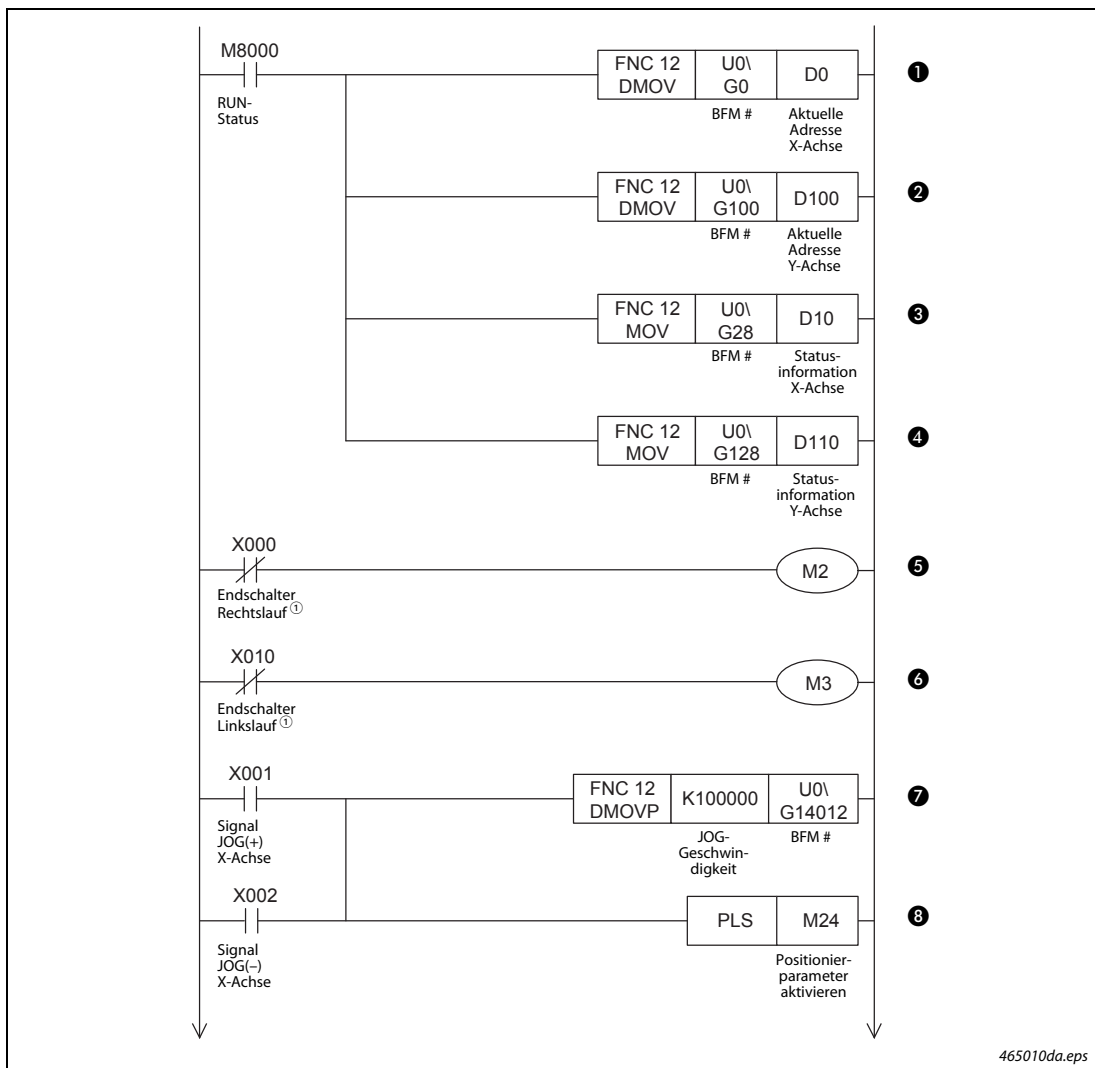 M8000
RUN-
Status
FNC 12
DMOV
U0\
G0
D0
❶
BFM #
Aktuelle
Adresse
X-Achse
FNC 12
DMOV
U0\
G100
D100
❷
BFM #
Aktuelle
Adresse
Y-Achse
FNC 12
MOV
U0\
G28
D10
❸
BFM #
Status-
information
X-Achse
FNC 12
MOV
U0\
G128
D110
❹
BFM #
Status-
information
Y-Achse
X000
M2
❺
Endschalter
Rechtslauf ①
X010
M3
❻
Endschalter
Linkslauf ①
X001
Signal
JOG(+)
X-Achse
FNC 12
DMOVP
K100000
U0\
G14012
❼
JOG-
Geschwin-
digkeit
BFM #
X002
Signal
JOG(–)
X-Achse
PLS
M24
❽
Positionier-
parameter
aktivieren
465010da.eps